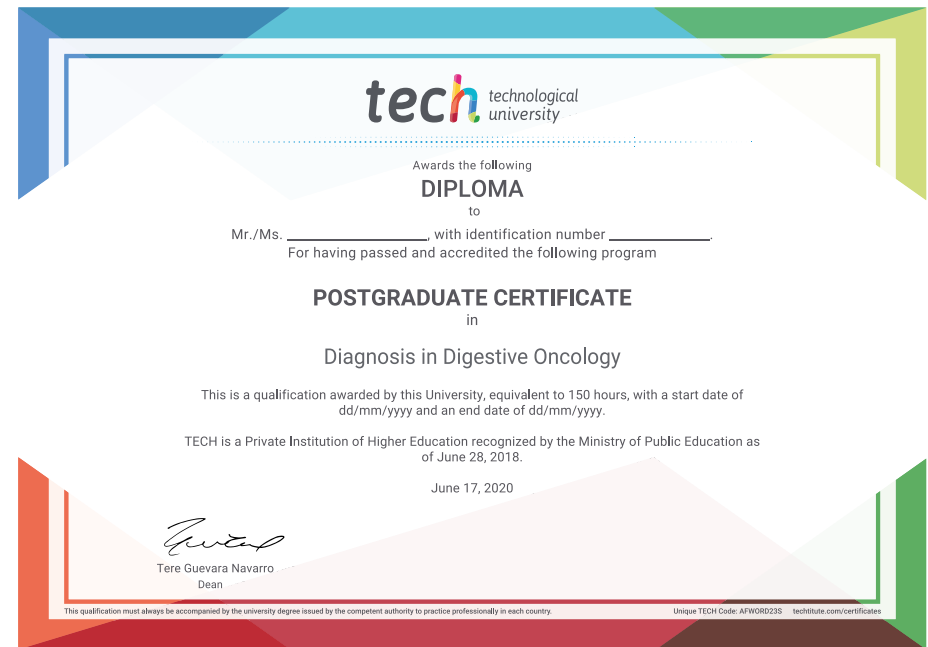 tech technological
university
Awards the following
DIPLOMA
to
Mr./Ms. ____________________, with identification number ______________.
For having passed and accredited the following program
POSTGRADUATE CERTIFICATE
in
Diagnosis in Digestive Oncology
This is a qualification awarded by this University, equivalent to 150 hours, with a start date of
dd/mm/yyyy and an end date of dd/mm/yyyy.
TECH is a Private Institution of Higher Education recognized by the Ministry of Public Education as
of June 28, 2018.
June 17, 2020
Tere Guevara Navarro
Dean
This qualification must always be accompanied by the university degree issued by the competent authority to practice professionally in each country.
Unique TECH Code: AFWORD23S techtitute.com/certificates